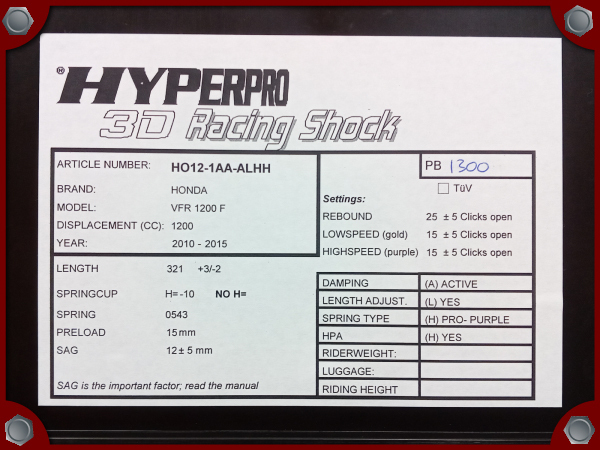 ® HYPERPRO
3D Racing Shock
ARTICLE NUMBER: HO12-1AA-ALHH
BRAND: HONDA
MODEL: VFR 1200 F
DISPLACEMENT (CC): 1200
YEAR: 2010 - 2015
PB 1300
TüV
Settings:
REBOUND 25 ± 5 Clicks open
LOWSPEED (gold) 15 ± 5 Clicks open
HIGHSPEED (purple) 15 ± 5 Clicks open
LENGTH 321 +3/-2
SPRINGCUP H= -10 NO H=
SPRING 0543
PRELOAD 15 mm
SAG 12 ± 5 mm
SAG is the important factor; read the manual
DAMPING (A) ACTIVE
LENGTH ADJUST. (L) YES
SPRING TYPE (H) PRO- PURPLE
HPA (H) YES
RIDERWEIGHT:
LUGGAGE:
RIDING HEIGHT